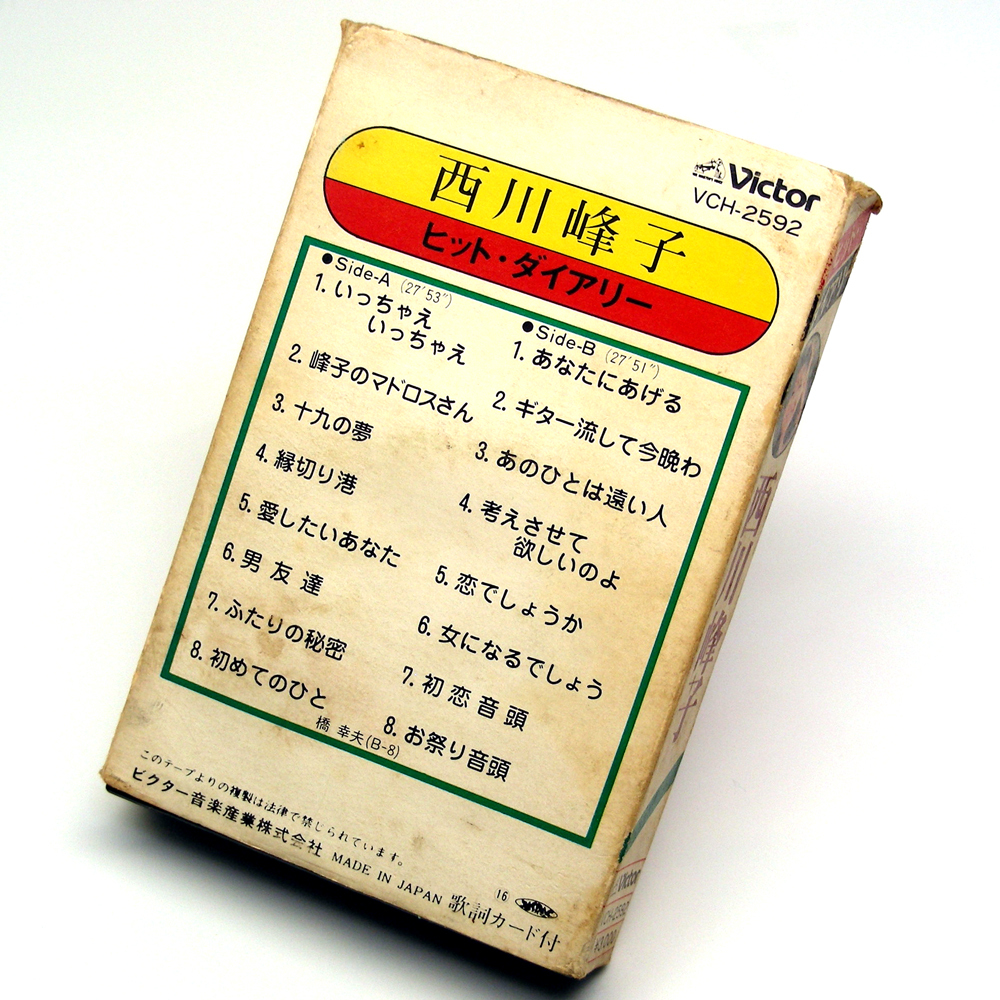 Victor
VCH-2592
西川峰子
ヒット・ダイアリー
●Side-A (27'53")
1. いっちゃえ
いっちゃえ
2. 峰子のマドロスさん
3. 十九の夢
4. 縁切り港
5. 愛したいあなた
6. 男友達
7. ふたりの秘密
8. 初めてのひと
●Side-B (27'51")
1. あなたにあげる
2. ギター流して今晩わ
3. あのひとは遠い人
4. 考えさせて
欲しいのよ
5. 恋でしょうか
6. 女になるでしょう
7. 初恋音頭
8. お祭り音頭
橋 幸夫(B-8)
このテープよりの複製は法律で禁じられています。
ビクター音楽産業株式会社 MADE IN JAPAN 歌詞カード付
16
西川峰子
Victor
VCH-2592
¥3000